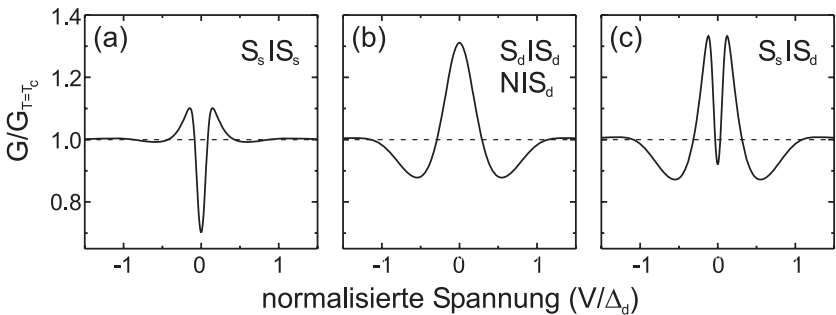 (a)
S_sIS_s
(b)
S_dIS_d
NIS_d
(c)
S_sIS_d
G/G_T=T_c
1.4
1.2
1.0
0.8
-1 0 1
-1 0 1
-1 0 1
normalisierte Spannung (V/Δ_d)